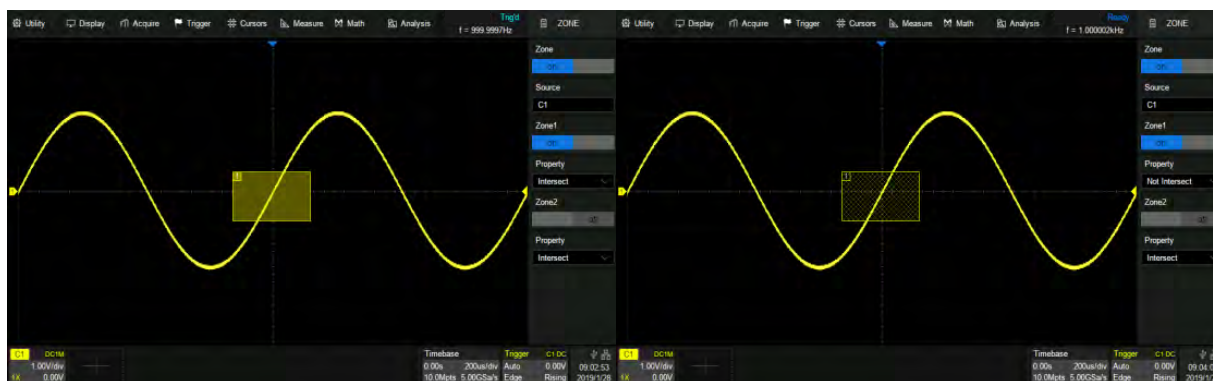 Utility Display Acquire Trigger Cursors Measure Math Analysis Trig'd ZONE
f = 999.9997Hz
Zone
on
Source
C1
Zone1
on
Property
Intersect
Zone2
off
Property
Intersect
1
C1 DC1M
1.00V/div
1X 0.00V
Timebase
0.00s 200us/div
10.0Mpts 5.00GSa/s
Trigger C1 DC
Auto 0.00V
Edge Rising
09:02:53
2019/1/28
Utility Display Acquire Trigger Cursors Measure Math Analysis Ready ZONE
f = 1.000002kHz
Zone
on
Source
C1
Zone1
on
Property
Not Intersect
Zone2
off
Property
Intersect
1
C1 DC1M
1.00V/div
1X 0.00V
Timebase
0.00s 200us/div
10.0Mpts 5.00GSa/s
Trigger C1 DC
Auto 0.00V
Edge Rising